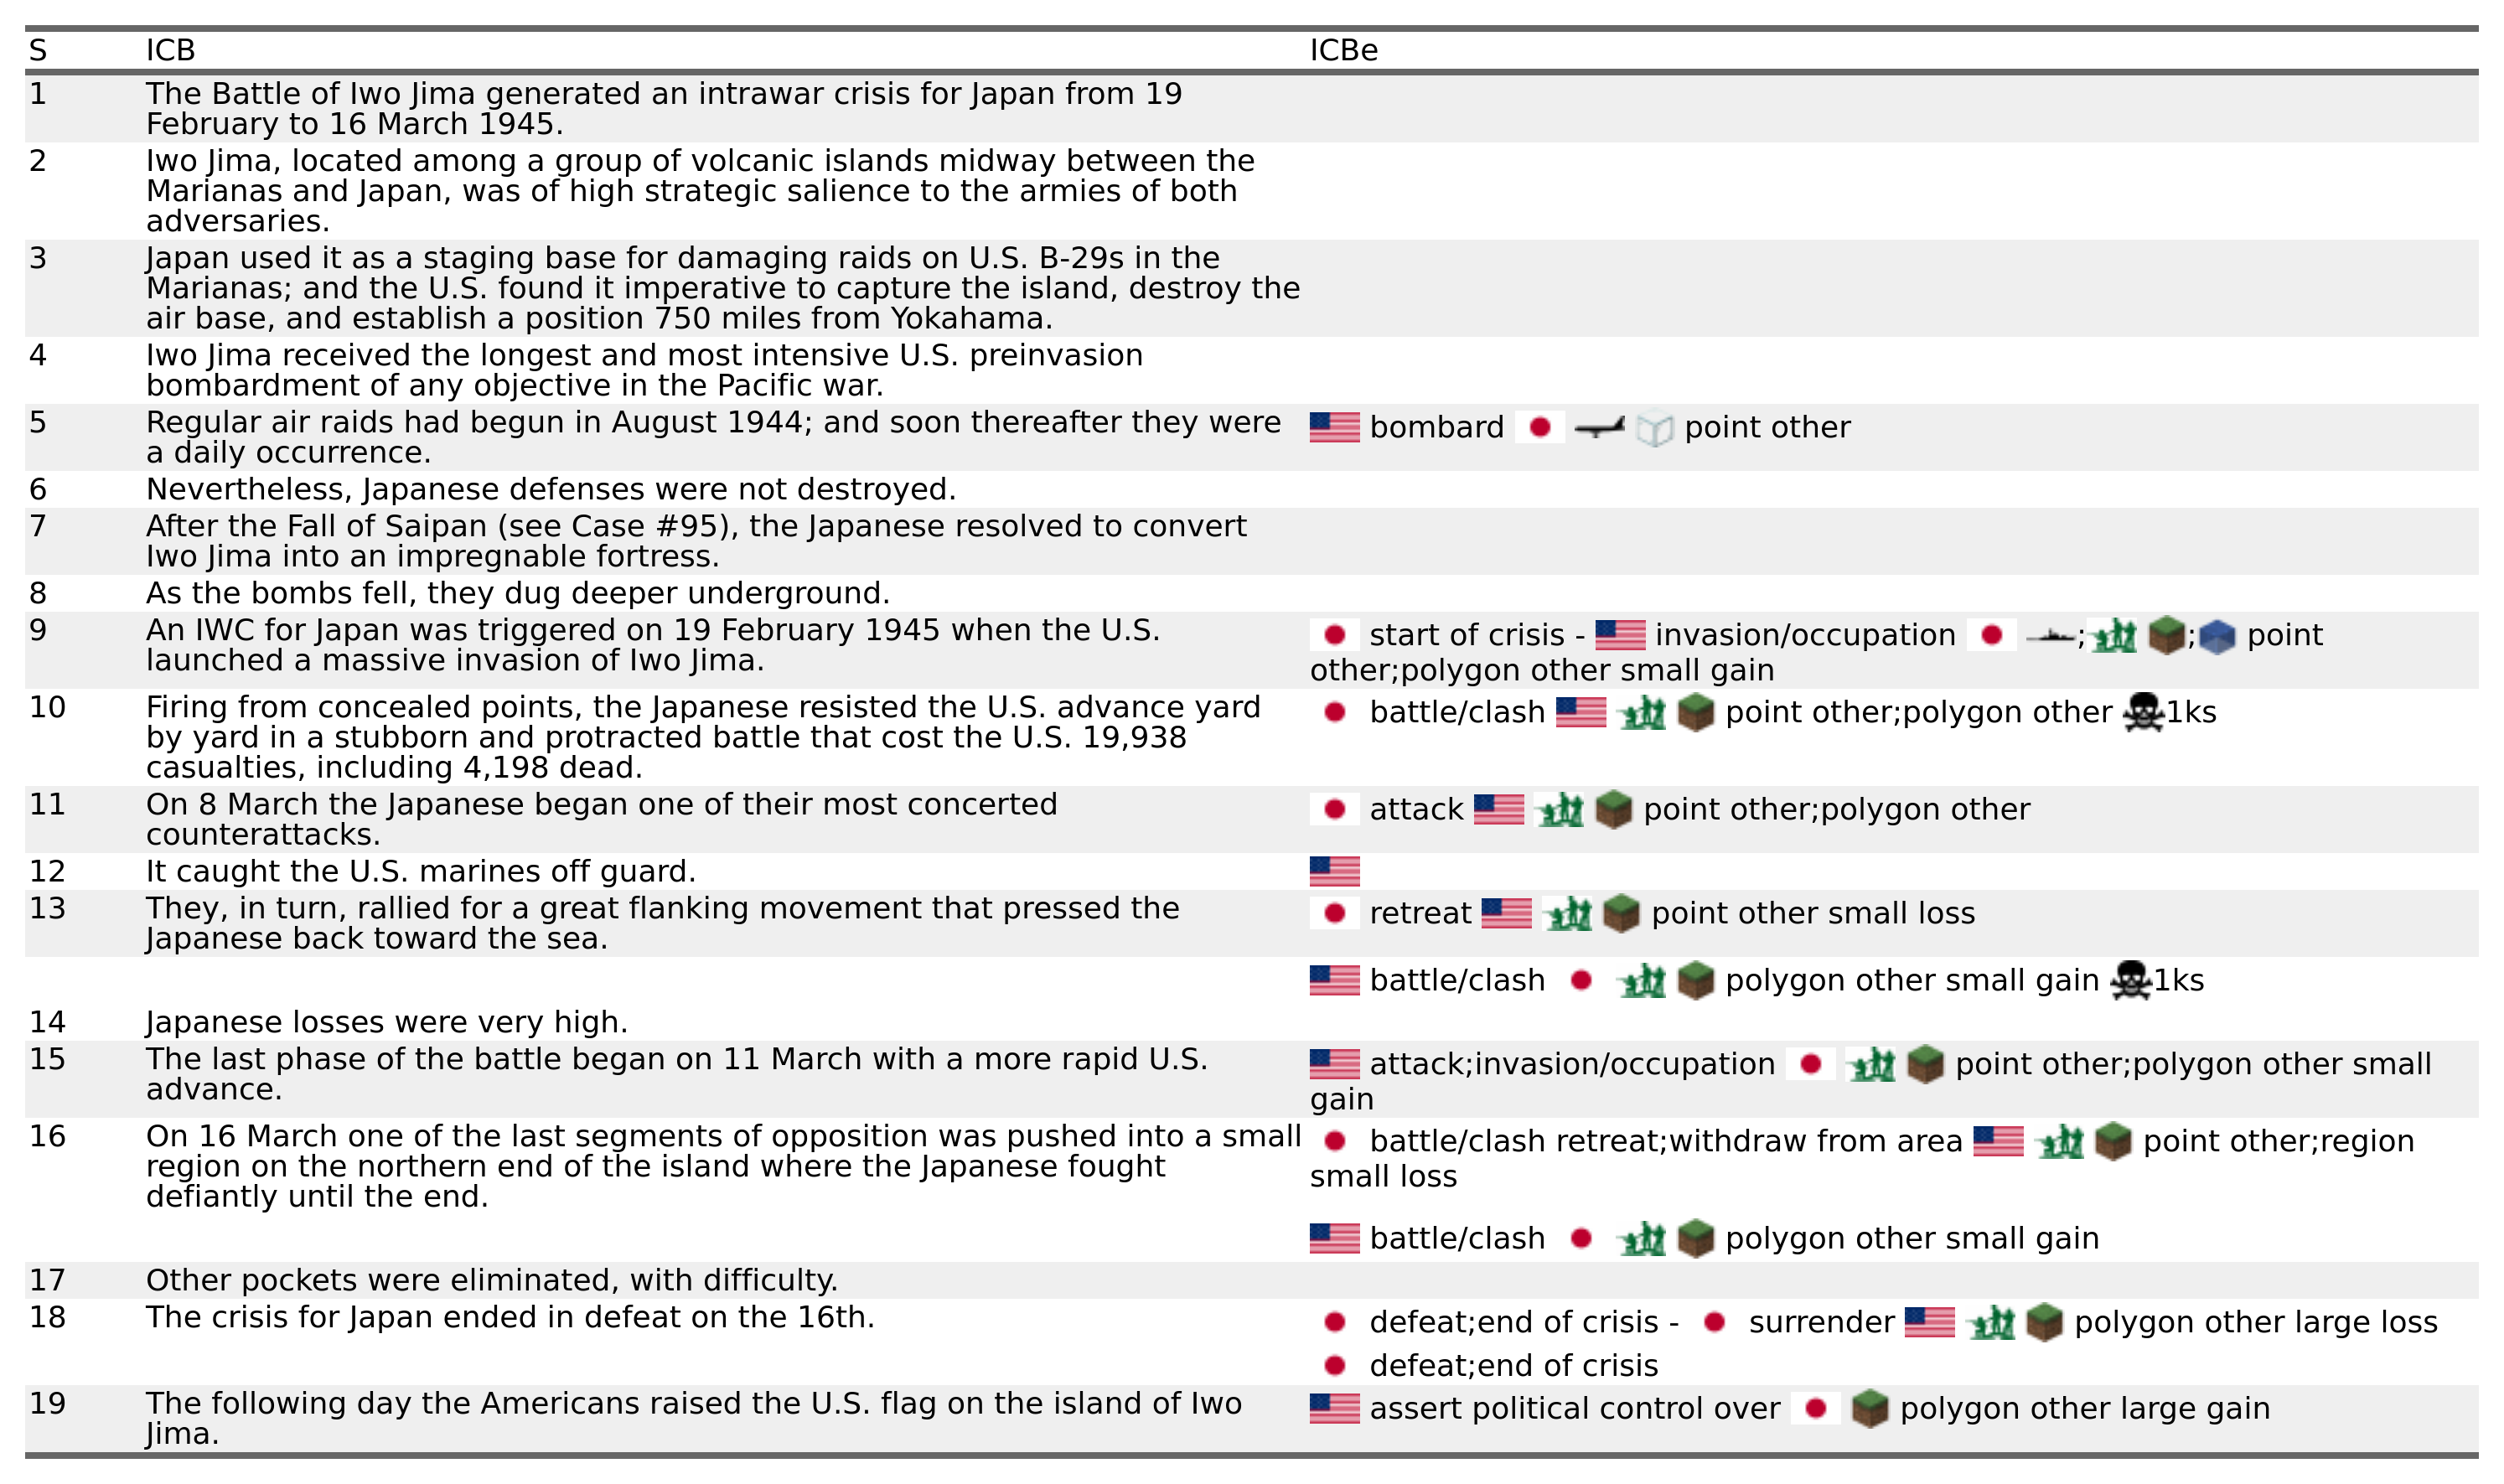 S ICB ICBe
1 The Battle of Iwo Jima generated an intrawar crisis for Japan from 19
February to 16 March 1945.
2 Iwo Jima, located among a group of volcanic islands midway between the
Marianas and Japan, was of high strategic salience to the armies of both
adversaries.
3 Japan used it as a staging base for damaging raids on U.S. B-29s in the
Marianas; and the U.S. found it imperative to capture the island, destroy the
air base, and establish a position 750 miles from Yokahama.
4 Iwo Jima received the longest and most intensive U.S. preinvasion
bombardment of any objective in the Pacific war.
5 Regular air raids had begun in August 1944; and soon thereafter they were
a daily occurrence.
bombard point other
6 Nevertheless, Japanese defenses were not destroyed.
7 After the Fall of Saipan (see Case #95), the Japanese resolved to convert
Iwo Jima into an impregnable fortress.
8 As the bombs fell, they dug deeper underground.
9 An IWC for Japan was triggered on 19 February 1945 when the U.S.
launched a massive invasion of Iwo Jima.
start of crisis - invasion/occupation ; ; point
other;polygon other small gain
10 Firing from concealed points, the Japanese resisted the U.S. advance yard
by yard in a stubborn and protracted battle that cost the U.S. 19,938
casualties, including 4,198 dead.
battle/clash point other;polygon other 1ks
11 On 8 March the Japanese began one of their most concerted
counterattacks.
attack point other;polygon other
12 It caught the U.S. marines off guard.
13 They, in turn, rallied for a great flanking movement that pressed the
Japanese back toward the sea.
retreat point other small loss
battle/clash polygon other small gain 1ks
14 Japanese losses were very high.
15 The last phase of the battle began on 11 March with a more rapid U.S.
advance.
attack;invasion/occupation point other;polygon other small
gain
16 On 16 March one of the last segments of opposition was pushed into a small
region on the northern end of the island where the Japanese fought
defiantly until the end.
battle/clash retreat;withdraw from area point other;region
small loss
battle/clash polygon other small gain
17 Other pockets were eliminated, with difficulty.
18 The crisis for Japan ended in defeat on the 16th.
defeat;end of crisis - surrender polygon other large loss
defeat;end of crisis
19 The following day the Americans raised the U.S. flag on the island of Iwo
Jima.
assert political control over polygon other large gain